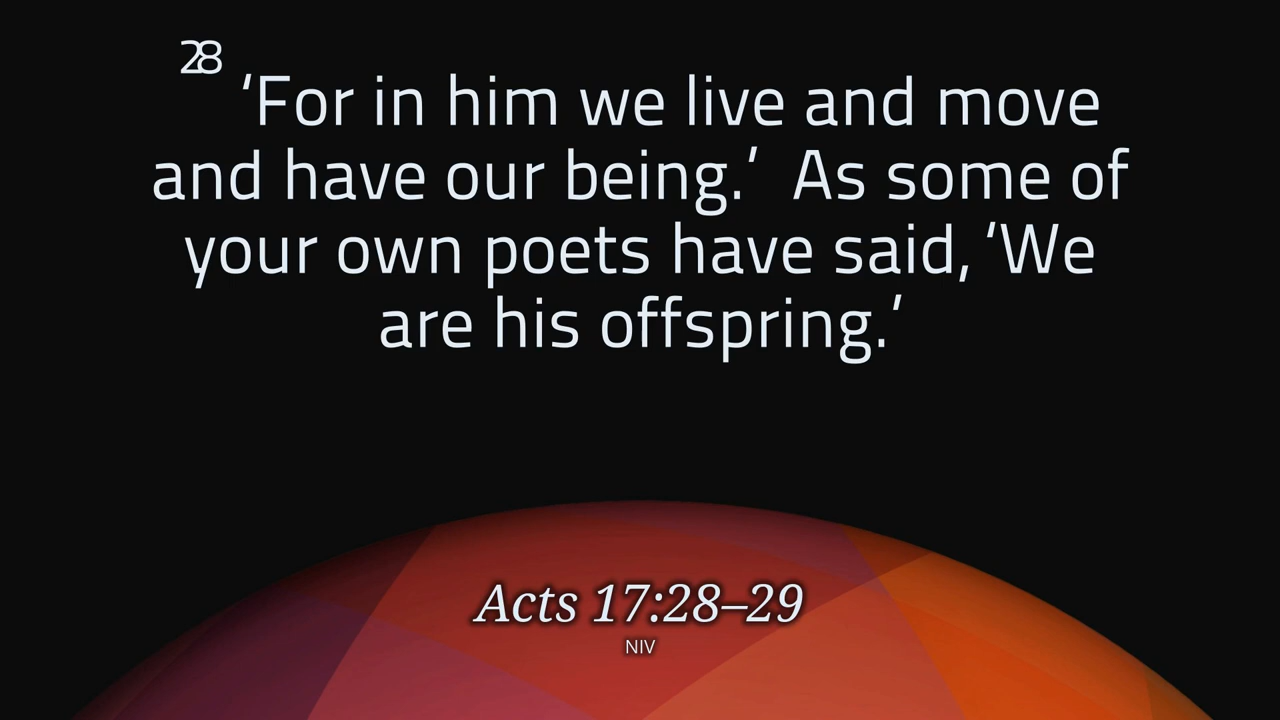 28 ‘For in him we live and move
and have our being.’ As some of
your own poets have said, ‘We
are his offspring.’
Acts 17:28–29
NIV